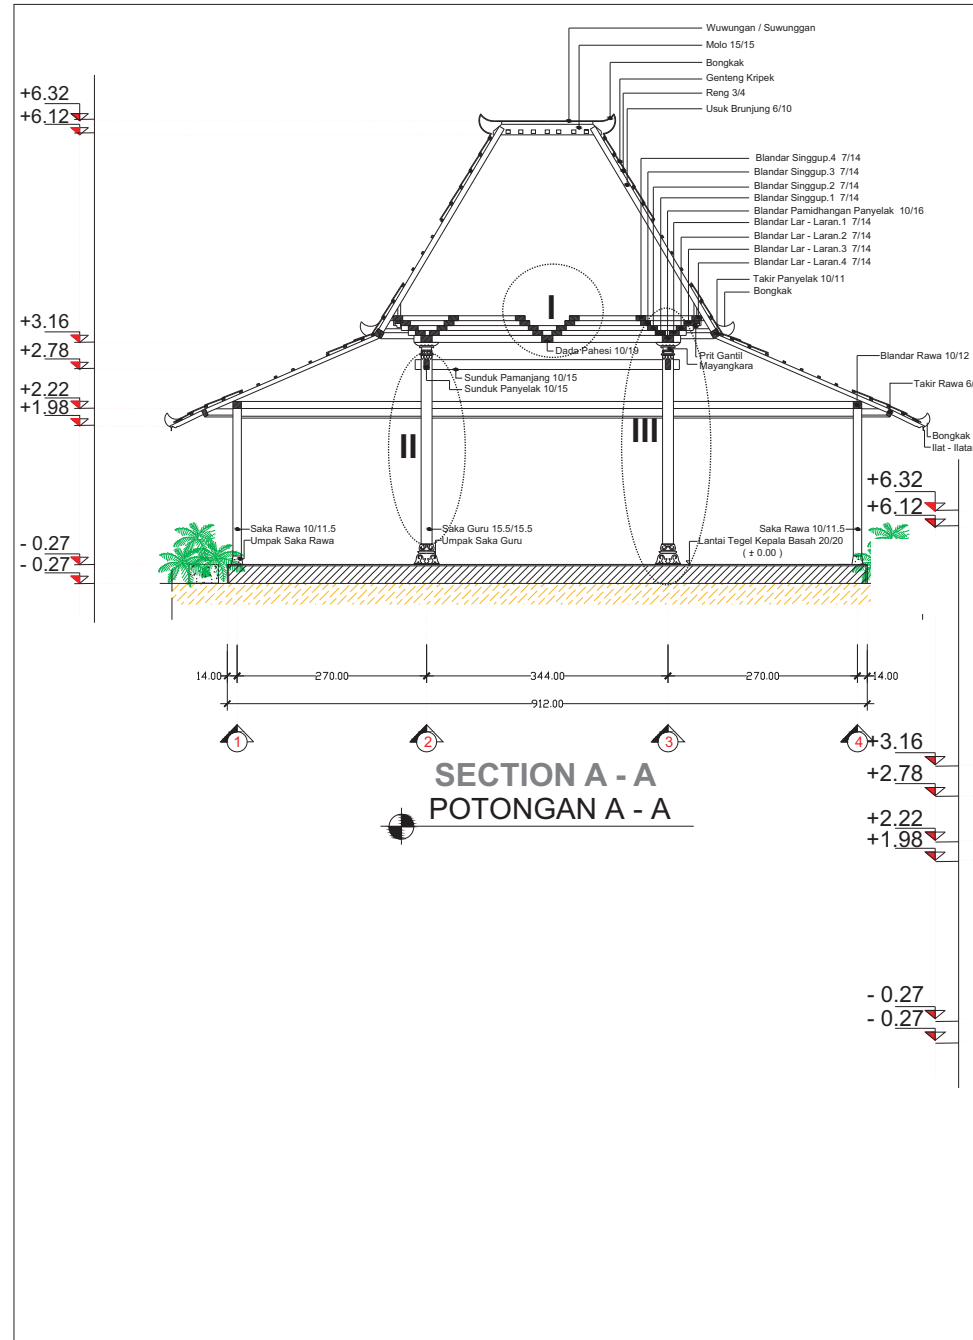 Wuwungan / Suwunggan
Molo 15/15
Bongkak
Genteng Kripek
Reng 3/4
Usuk Brunjung 6/10
+6.32
+6.12
Blandar Singgup.4 7/14
Blandar Singgup.3 7/14
Blandar Singgup.2 7/14
Blandar Singgup.1 7/14
Blandar Pamidhangan Panyelak 10/16
Blandar Lar - Laran.1 7/14
Blandar Lar - Laran.2 7/14
Blandar Lar - Laran.3 7/14
Blandar Lar - Laran.4 7/14
Takir Panyelak 10/11
Bongkak
I
+3.16
+2.78
+2.22
+1.98
Dada Pahesi 10/19
Prit Gantil
Mayangkara
Blandar Rawa 10/12
Sunduk Pamanjang 10/15
Sunduk Panyelak 10/15
Takir Rawa 6/
II
III
Bongkak
Ilat - Ilata
+6.32
+6.12
Saka Rawa 10/11.5
Umpak Saka Rawa
Saka Guru 15.5/15.5
Umpak Saka Guru
Saka Rawa 10/11.5
Lantai Tegel Kepala Basah 20/20
( ± 0.00 )
- 0.27
- 0.27
14.00
270.00
344.00
270.00
14.00
912.00
1
2
3
4
+3.16
+2.78
+2.22
+1.98
SECTION A - A
POTONGAN A - A
- 0.27
- 0.27